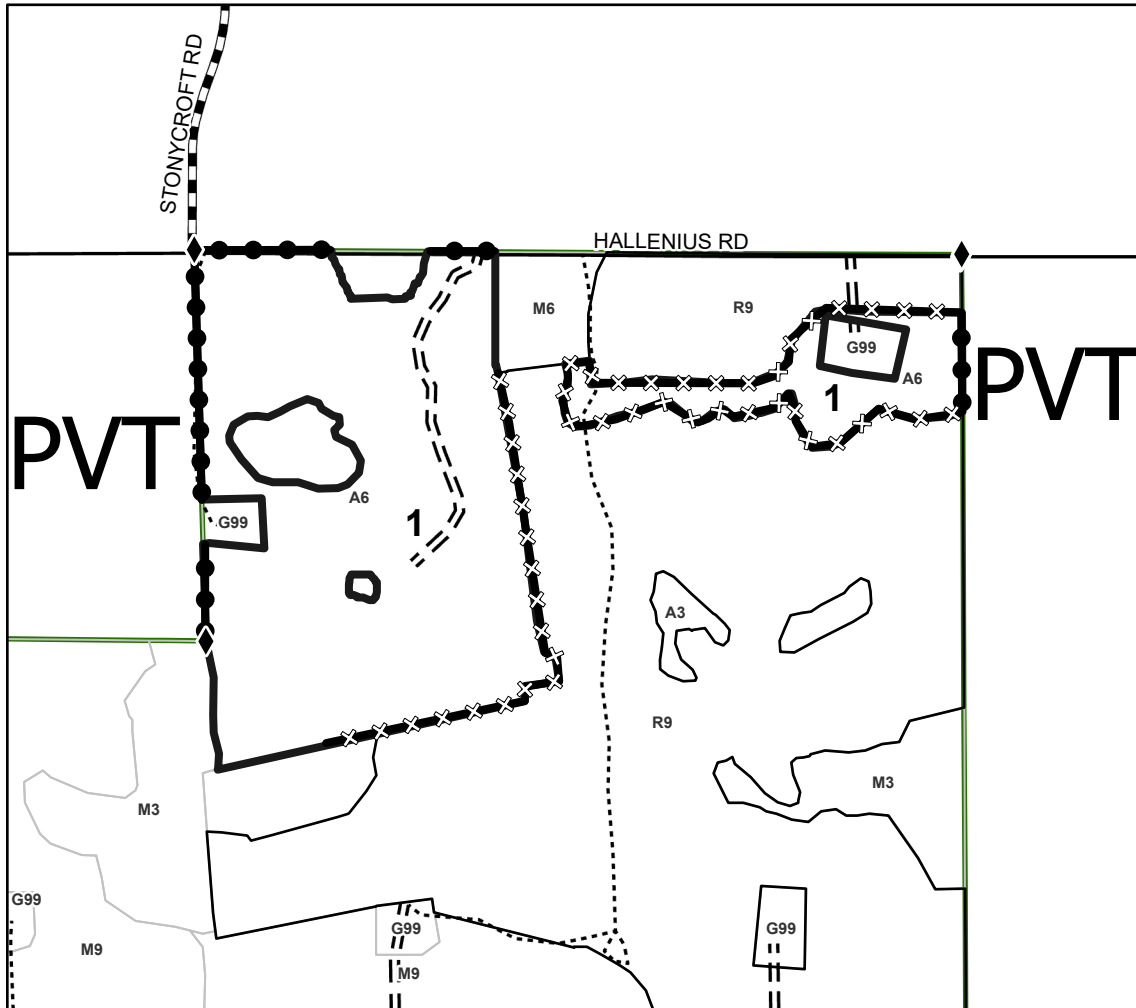 STONYCROFT RD
HALLENIUS RD
M6
R9
G99
A6
1
PVT
PVT
A6
1
G99
A3
R9
M3
M3
G99
G99
G99
M9
M9